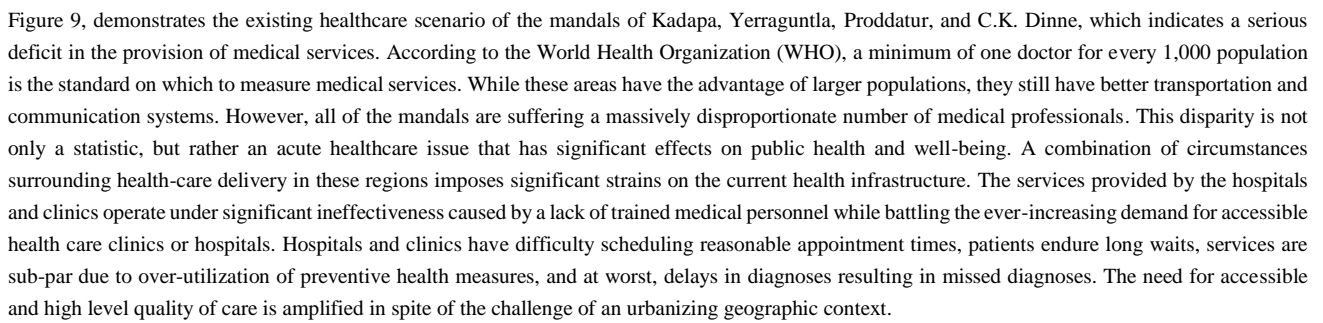 Figure 9, demonstrates the existing healthcare scenario of the mandals of Kadapa, Yerraguntla, Proddatur, and C.K. Dinne, which indicates a serious
deficit in the provision of medical services. According to the World Health Organization (WHO), a minimum of one doctor for every 1,000 population
is the standard on which to measure medical services. While these areas have the advantage of larger populations, they still have better transportation and
communication systems. However, all of the mandals are suffering a massively disproportionate number of medical professionals. This disparity is not
only a statistic, but rather an acute healthcare issue that has significant effects on public health and well-being. A combination of circumstances
surrounding health-care delivery in these regions imposes significant strains on the current health infrastructure. The services provided by the hospitals
and clinics operate under significant ineffectiveness caused by a lack of trained medical personnel while battling the ever-increasing demand for accessible
health care clinics or hospitals. Hospitals and clinics have difficulty scheduling reasonable appointment times, patients endure long waits, services are
sub-par due to over-utilization of preventive health measures, and at worst, delays in diagnoses resulting in missed diagnoses. The need for accessible
and high level quality of care is amplified in spite of the challenge of an urbanizing geographic context.